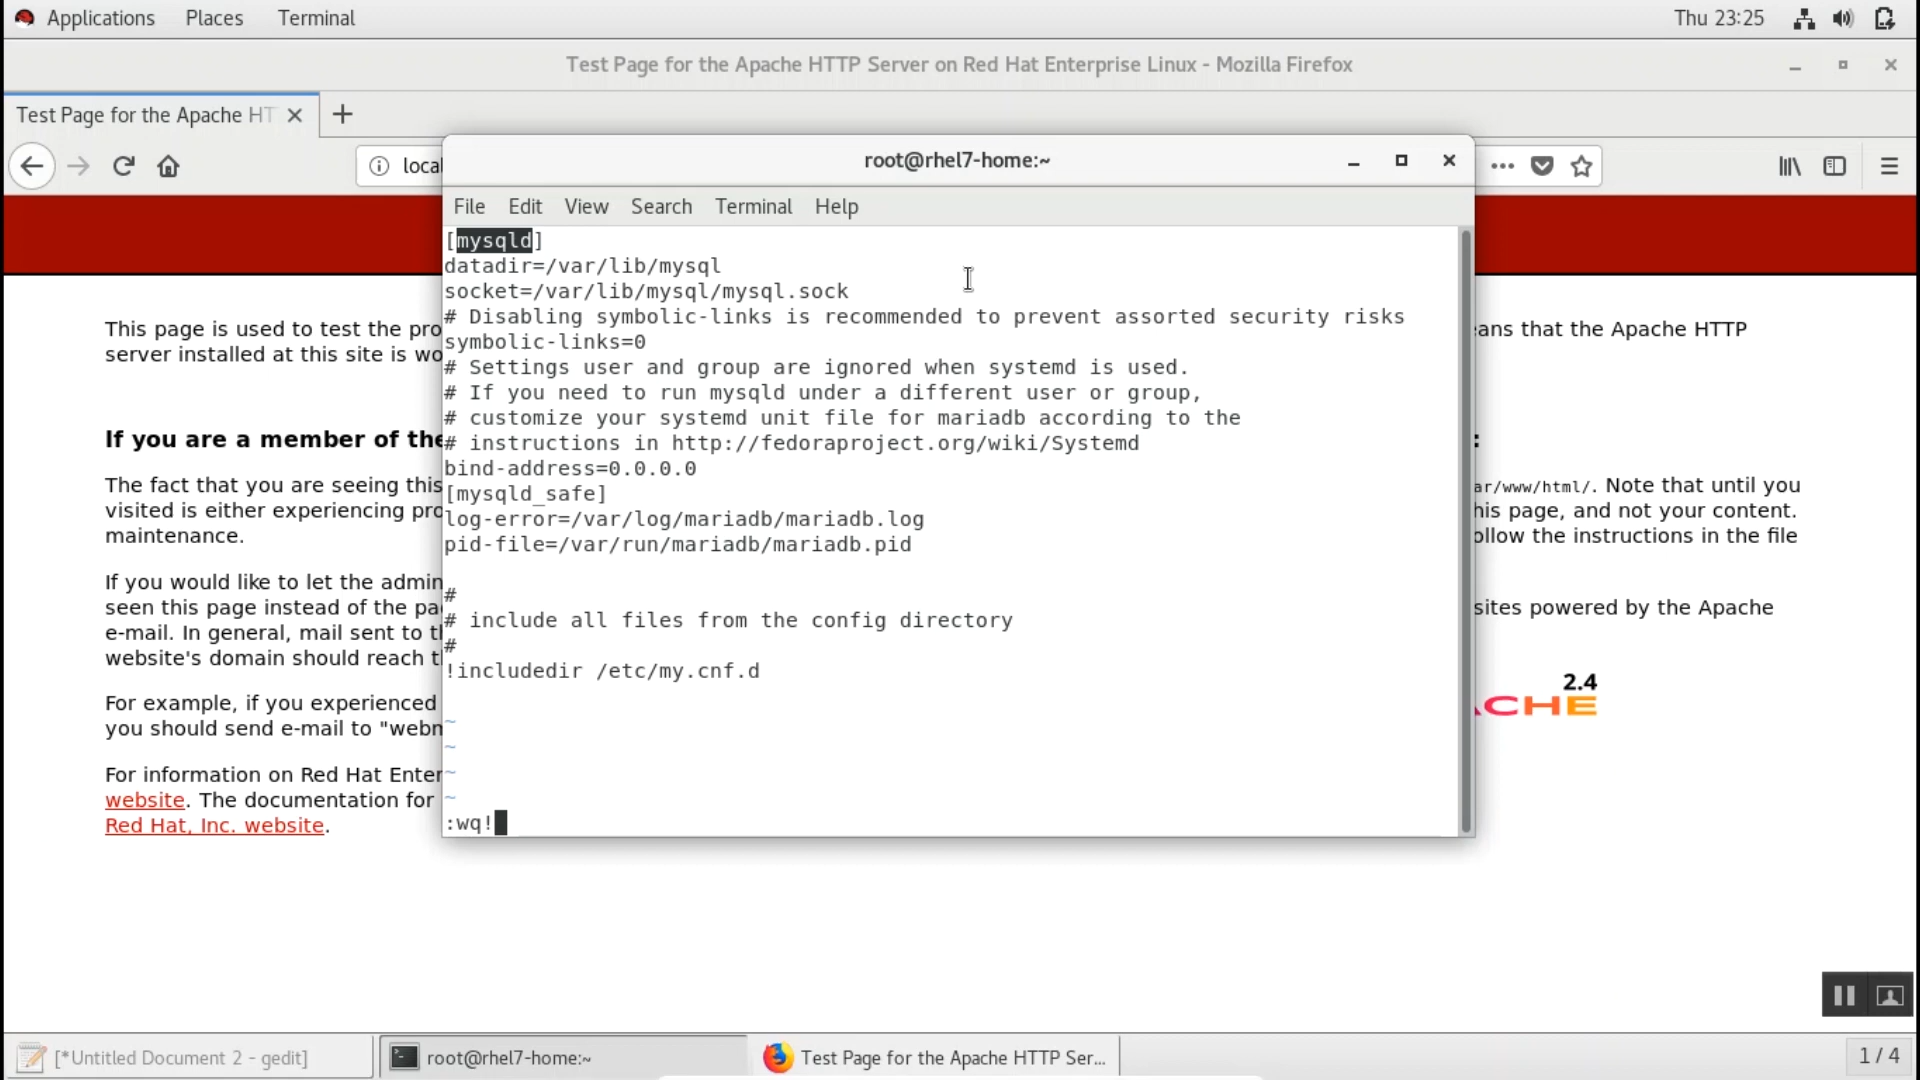 Applications Places Terminal Thu 23:25
Test Page for the Apache HTTP Server on Red Hat Enterprise Linux - Mozilla Firefox
Test Page for the Apache HT
local
root@rhel7-home:~
File Edit View Search Terminal Help
[mysqld]
datadir=/var/lib/mysql
socket=/var/lib/mysql/mysql.sock
# Disabling symbolic-links is recommended to prevent assorted security risks
symbolic-links=0
# Settings user and group are ignored when systemd is used.
# If you need to run mysqld under a different user or group,
# customize your systemd unit file for mariadb according to the
# instructions in http://fedoraproject.org/wiki/Systemd
bind-address=0.0.0.0
[mysqld_safe]
log-error=/var/log/mariadb/mariadb.log
pid-file=/var/run/mariadb/mariadb.pid
#
# include all files from the config directory
#
!includedir /etc/my.cnf.d
~
~
~
~
:wq!
This page is used to test the pro
server installed at this site is wo
If you are a member of the
The fact that you are seeing this
visited is either experiencing pro
maintenance.
If you would like to let the admin
seen this page instead of the pa
e-mail. In general, mail sent to t
website's domain should reach t
For example, if you experienced
you should send e-mail to "webm
For information on Red Hat Enter
website. The documentation for
Red Hat, Inc. website.
eans that the Apache HTTP
:
ar/www/html/. Note that until you
his page, and not your content.
ollow the instructions in the file
sites powered by the Apache
2.4
ACHE
[*Untitled Document 2 - gedit] root@rhel7-home:~ Test Page for the Apache HTTP Ser... 1 / 4